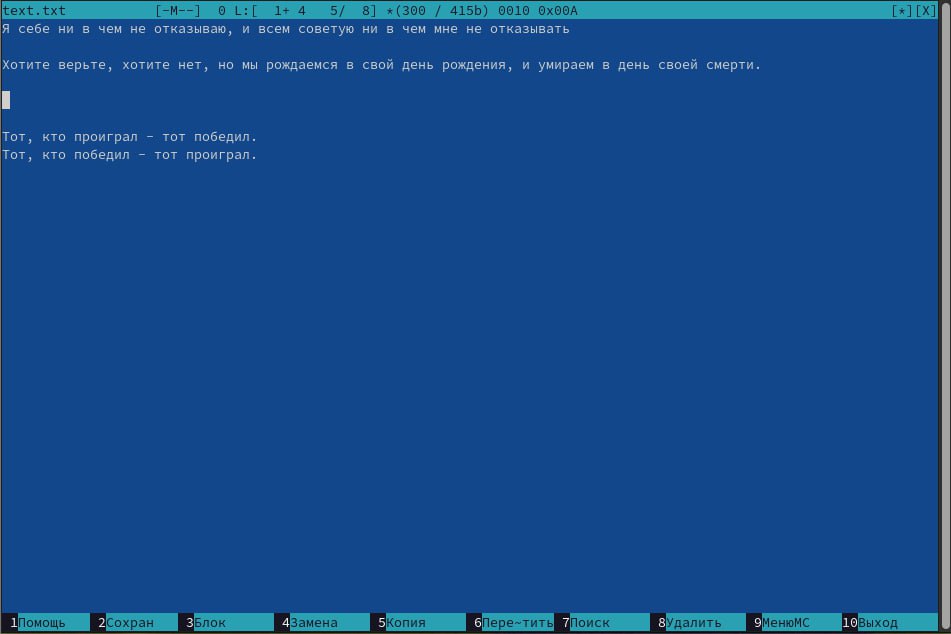 text.txt [-M--] 0 L:[ 1+ 4 5/ 8] *(300 / 415b) 0010 0x00A [*][X]
Я себе ни в чем не отказываю, и всем советую ни в чем мне не отказывать
Хотите верьте, хотите нет, но мы рождаемся в свой день рождения, и умираем в день своей смерти.
Тот, кто проиграл - тот победил.
Тот, кто победил - тот проиграл.
1Помощь 2Сохран 3Блок 4Замена 5Копия 6Пере~тить 7Поиск 8Удалить 9МенюMC 10Выход